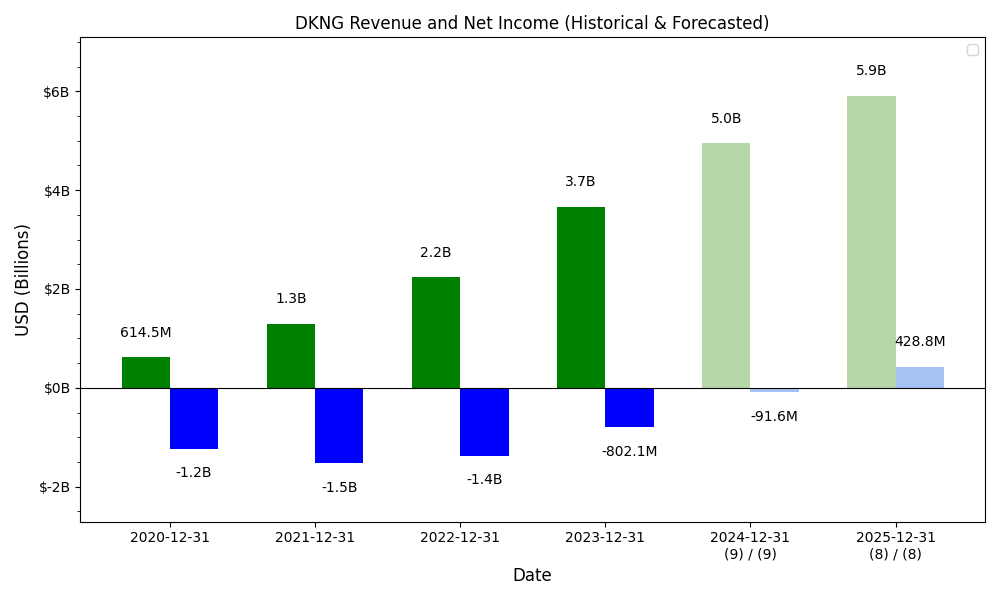 DKNG Revenue and Net Income (Historical & Forecasted)
USD (Billions)
$6B
$4B
$2B
$0B
$-2B
614.5M
-1.2B
1.3B
-1.5B
2.2B
-1.4B
3.7B
-802.1M
5.0B
-91.6M
5.9B
428.8M
2020-12-31
2021-12-31
2022-12-31
2023-12-31
2024-12-31
(9) / (9)
2025-12-31
(8) / (8)
Date